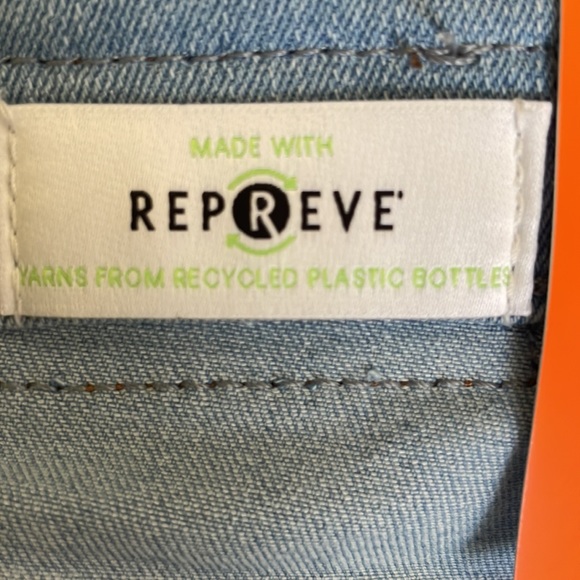 MADE WITH
REPREVE®
YARNS FROM RECYCLED PLASTIC BOTTLES